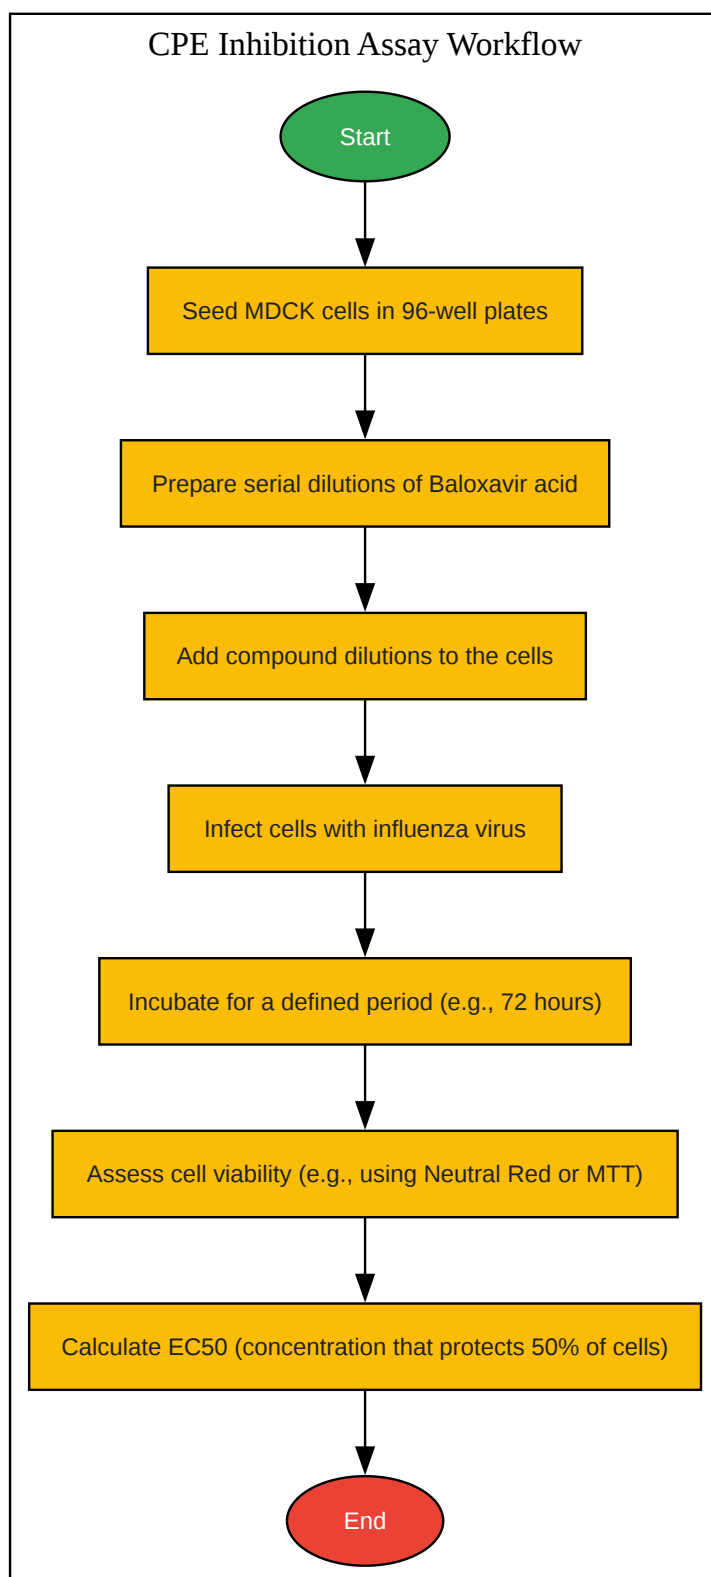 CPE Inhibition Assay Workflow
Start
Seed MDCK cells in 96-well plates
Prepare serial dilutions of Baloxavir acid
Add compound dilutions to the cells
Infect cells with influenza virus
Incubate for a defined period (e.g., 72 hours)
Assess cell viability (e.g., using Neutral Red or MTT)
Calculate EC50 (concentration that protects 50% of cells)
End